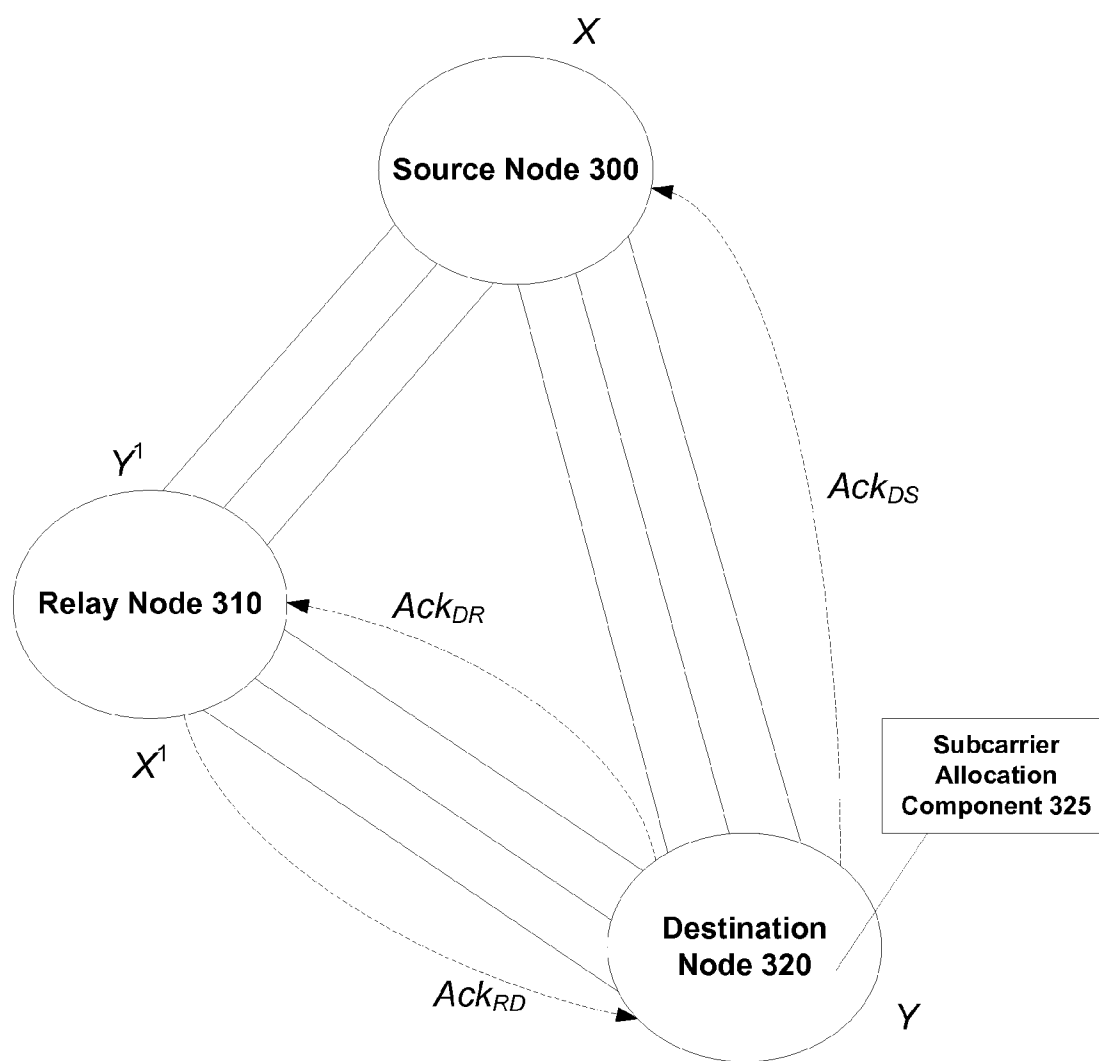 X
Source Node 300
Y¹
Ack_DS
Relay Node 310
Ack_DR
X¹
Subcarrier
Allocation
Component 325
Destination
Node 320
Ack_RD
Y